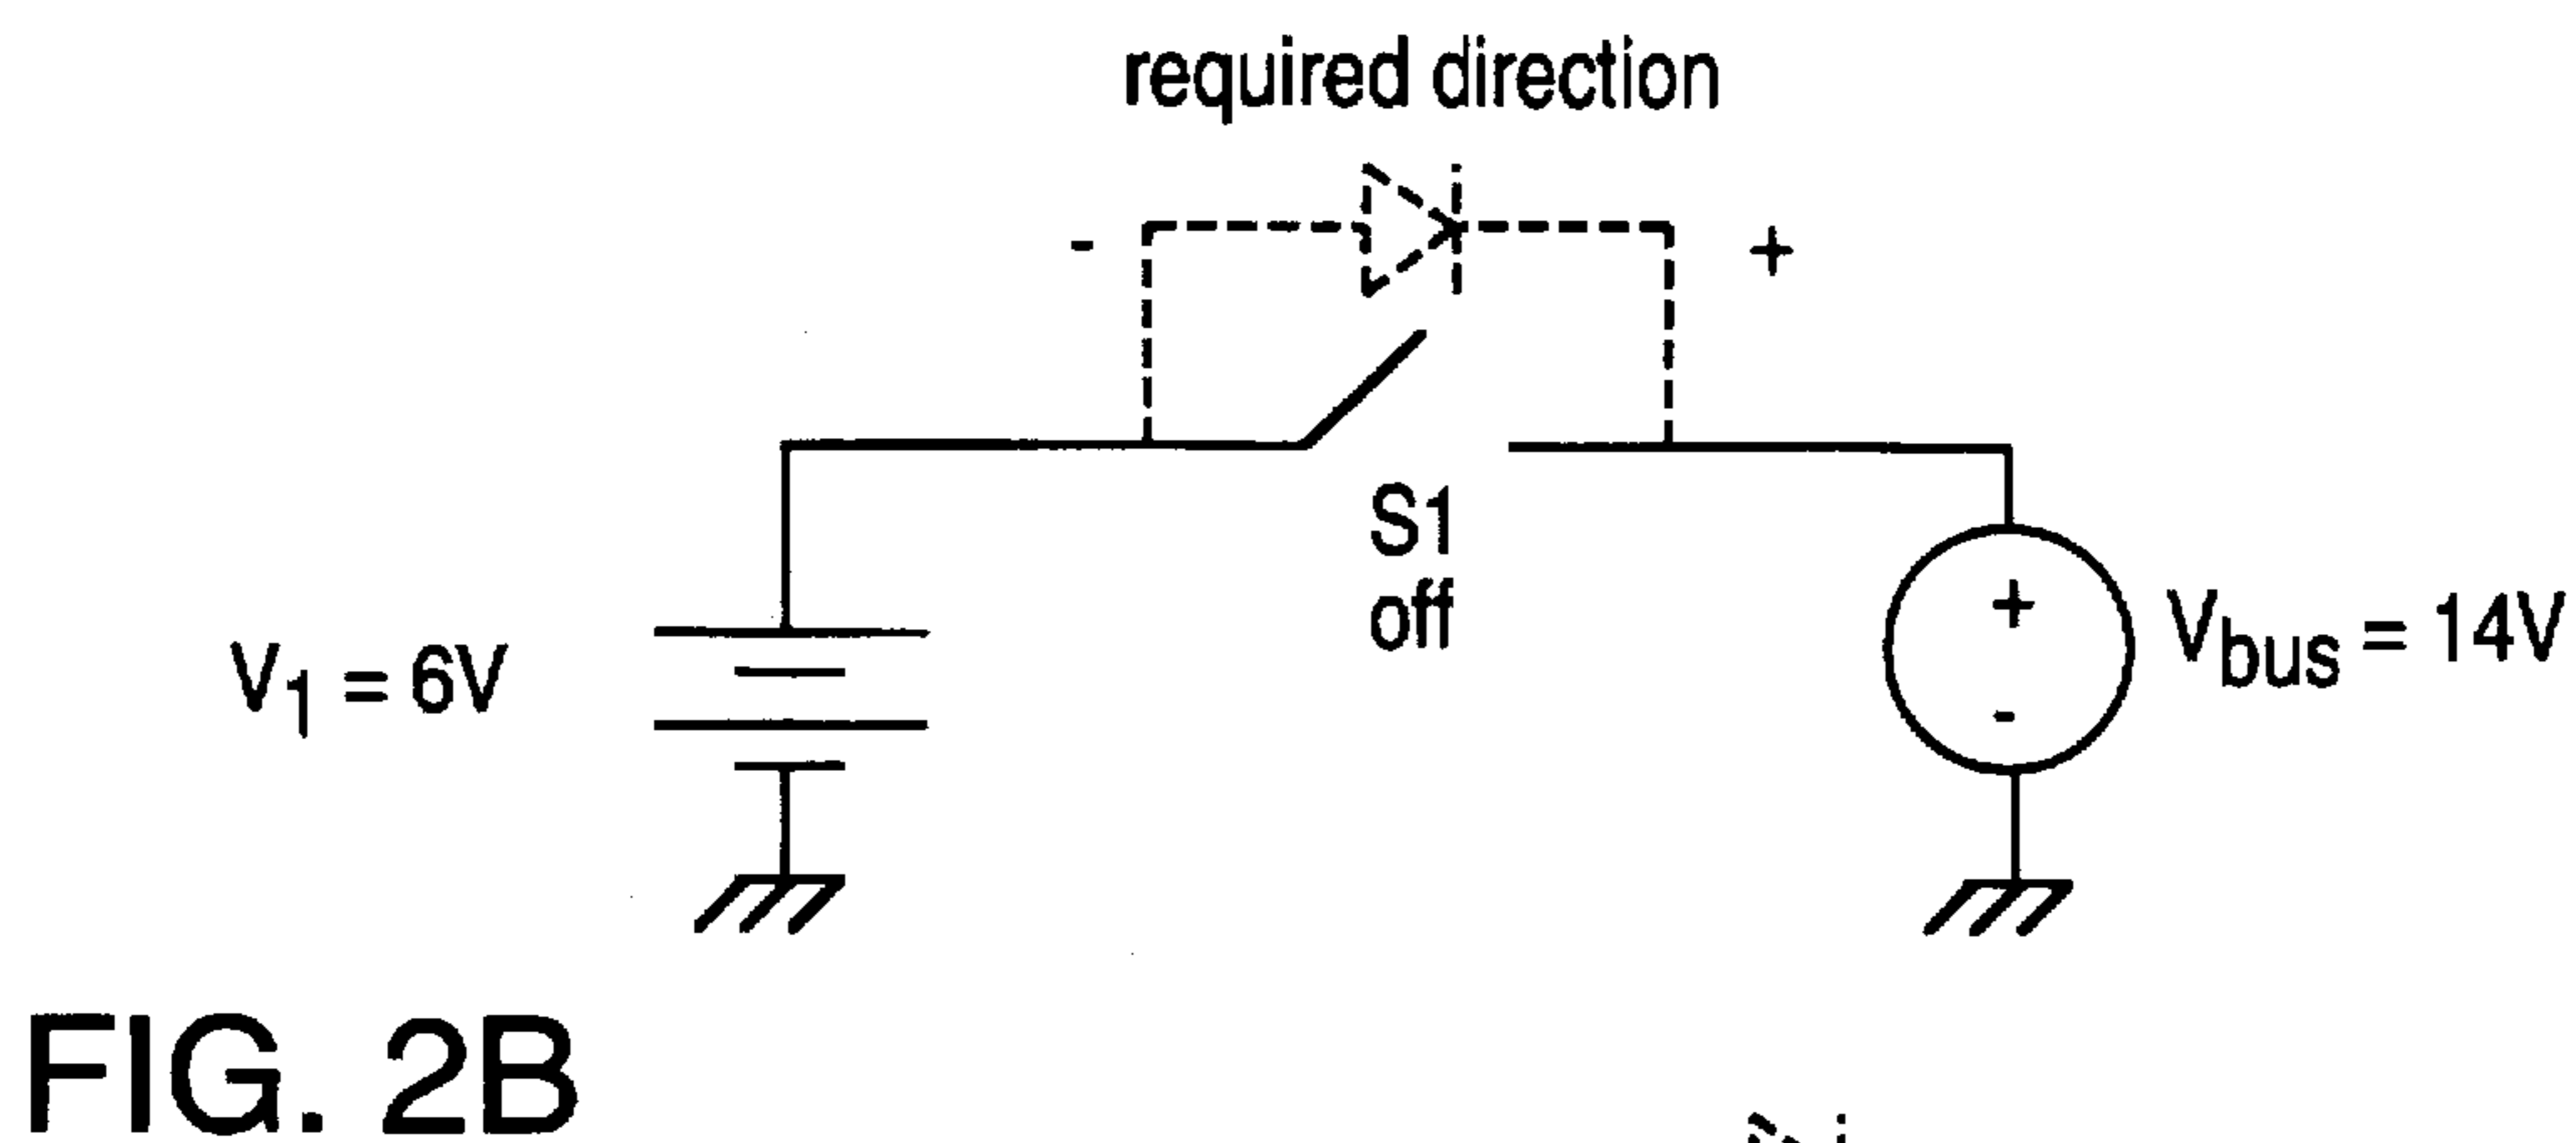 required direction
- +
S1
off
V1 = 6V
+
-
Vbus = 14V
FIG. 2B